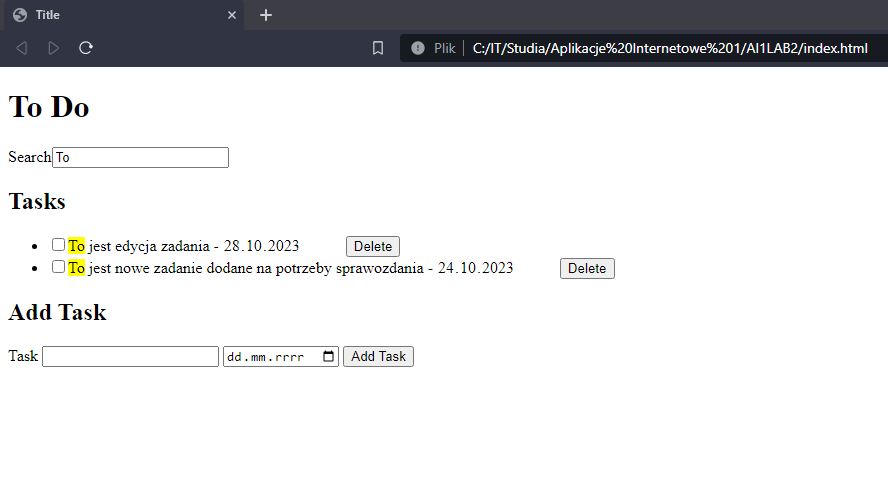 Title
Plik C:/IT/Studia/Aplikacje%20Internetowe%201/AI1LAB2/index.html
To Do
Search To
Tasks
To jest edycja zadania - 28.10.2023 Delete
To jest nowe zadanie dodane na potrzeby sprawozdania - 24.10.2023 Delete
Add Task
Task dd.mm.rrrr Add Task